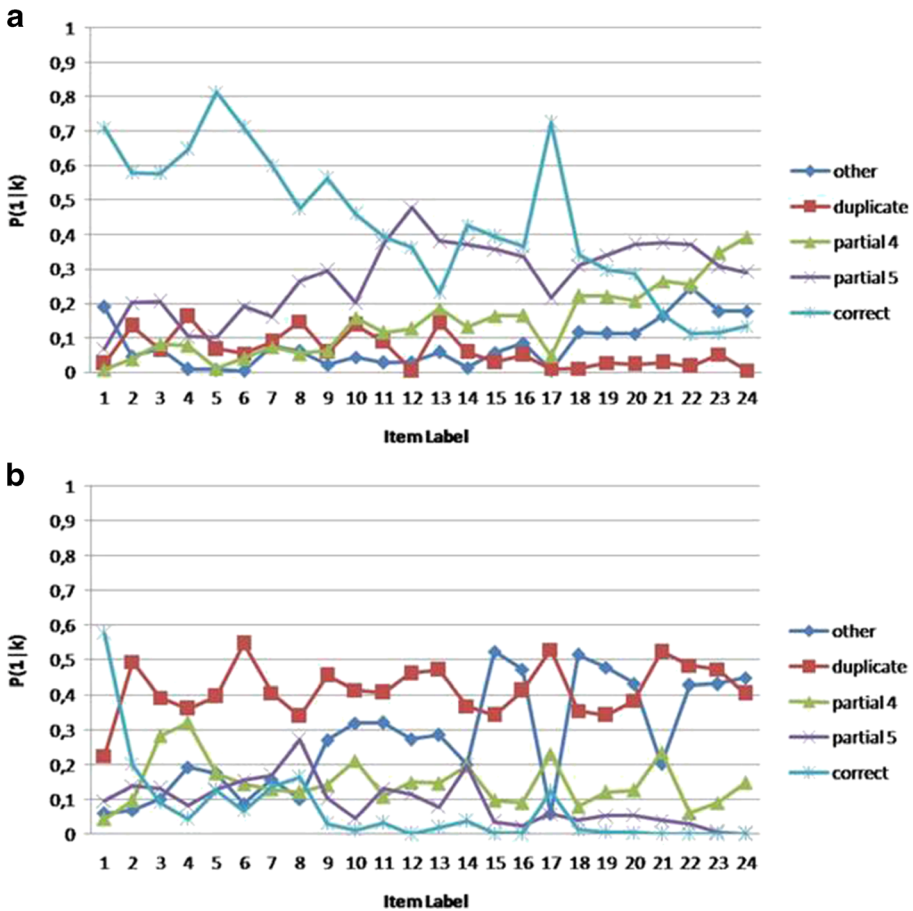 a
1
0,9
0,8
0,7
0,6
0,5
0,4
0,3
0,2
0,1
0
P(1|k)
1 2 3 4 5 6 7 8 9 10 11 12 13 14 15 16 17 18 19 20 21 22 23 24
Item Label
other
duplicate
partial 4
partial 5
correct
b
1
0,9
0,8
0,7
0,6
0,5
0,4
0,3
0,2
0,1
0
P(1|k)
1 2 3 4 5 6 7 8 9 10 11 12 13 14 15 16 17 18 19 20 21 22 23 24
Item Label
other
duplicate
partial 4
partial 5
correct